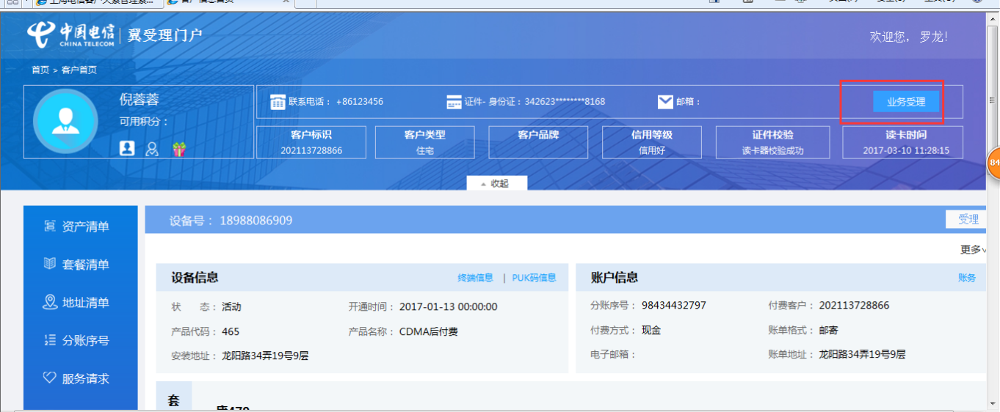 中国电信 翼受理门户
CHINA TELECOM
欢迎您, 罗龙!
首页 > 客户首页
倪蓉蓉
可用积分：
联系电话： +86123456
证件- 身份证：342623********8168
邮箱：
业务受理
客户标识
202113728866
客户类型
住宅
客户品牌
信用等级
信用好
证件校验
读卡器校验成功
读卡时间
2017-03-10 11:28:15
84
收起
资产清单
套餐清单
地址清单
分账序号
服务请求
设备号： 18988086909
受理
更多
设备信息
终端信息 | PUK码信息
状 态：活动
开通时间：2017-01-13 00:00:00
产品代码：465
产品名称：CDMA后付费
安装地址：龙阳路34弄19号9层
账户信息
账务
分账序号：98434432797
付费客户：202113728866
付费方式：现金
账单格式：邮寄
电子邮箱：
账单地址：龙阳路34弄19号9层
套